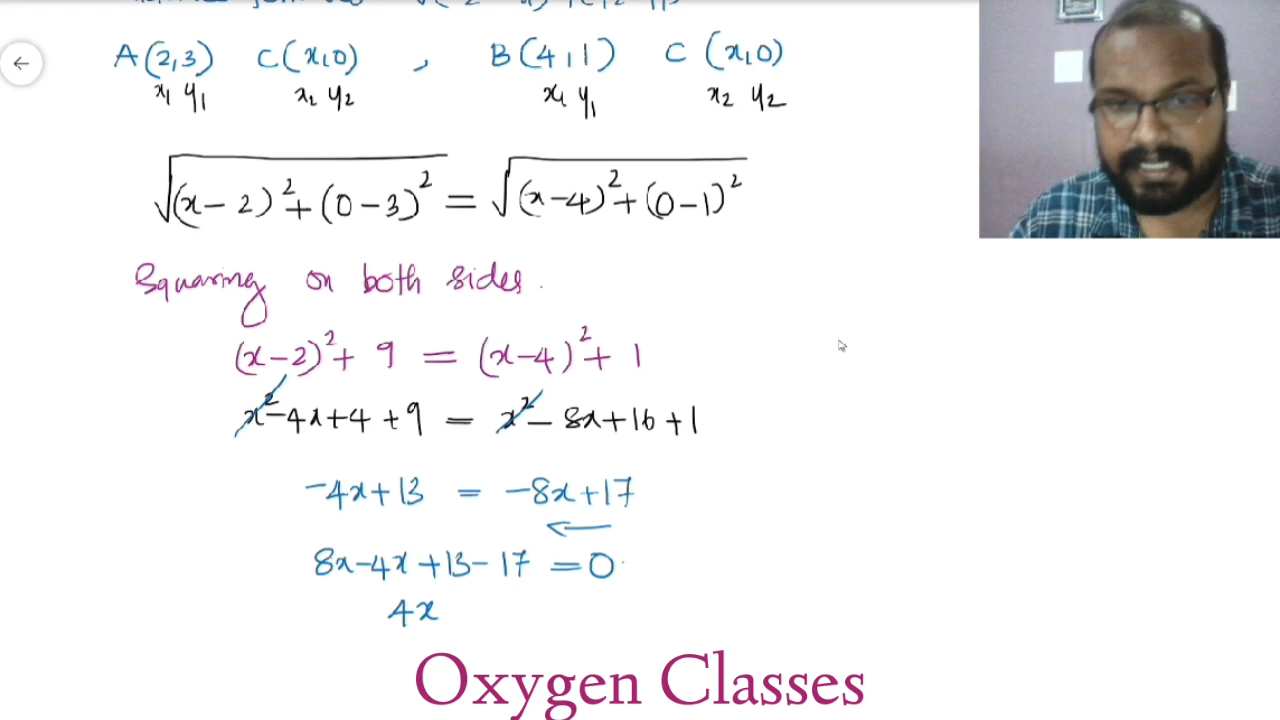 A(2,3) C(x,0) , B(4,1) C (x,0)
x₁ y₁ x₂ y₂ x₁ y₁ x₂ y₂
√(x-2)²+(0-3)² = √(x-4)²+(0-1)²
Squaring on both sides.
(x-2)²+ 9 = (x-4)²+ 1
x²-4x+4+9 = x²- 8x+16+1
-4x+13 = -8x+17
←
8x-4x+13-17 =0
4x
Oxygen Classes